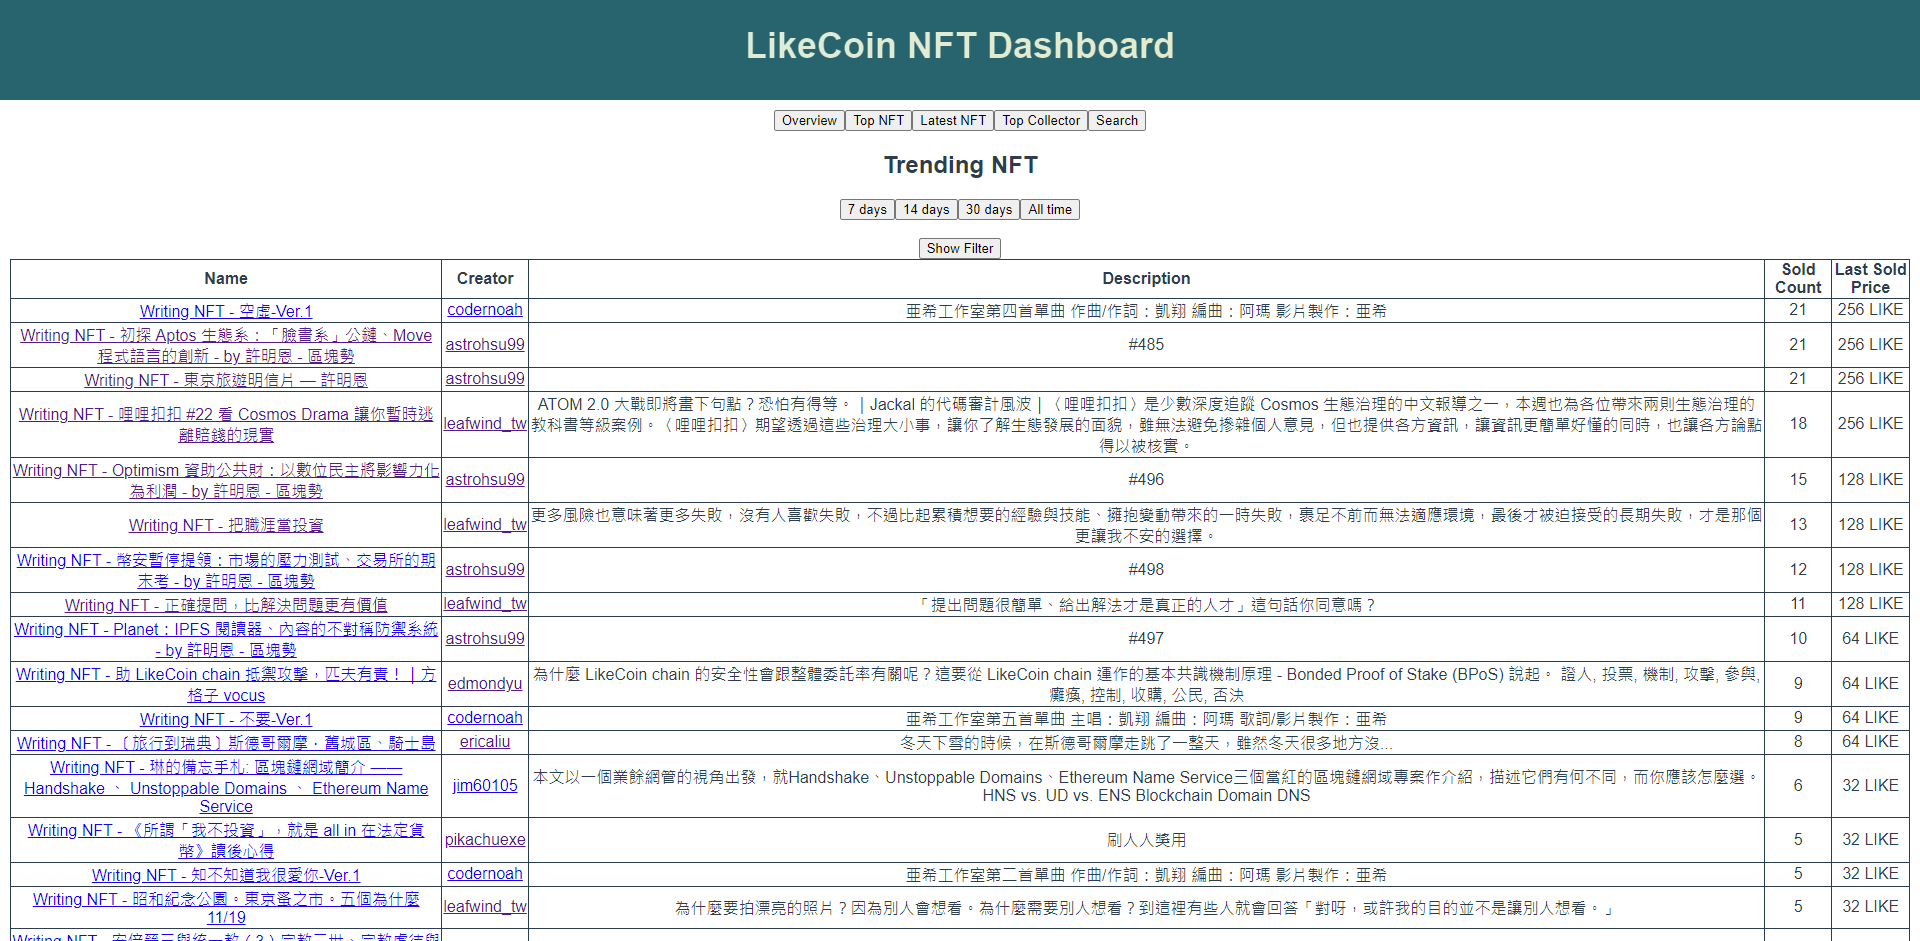 LikeCoin NFT Dashboard
Overview Top NFT Latest NFT Top Collector Search
Trending NFT
7 days 14 days 30 days All time
Show Filter
Name Creator Description Sold Count Last Sold Price
Writing NFT - 空虛-Ver.1 codernoah 亜希工作室第四首單曲 作曲/作詞：凱翔 編曲：阿瑪 影片製作：亜希 21 256 LIKE
Writing NFT - 初探 Aptos 生態系：「臉書系」公鏈、Move
程式語言的創新 - by 許明恩 - 區塊勢 astrohsu99 #485 21 256 LIKE
Writing NFT - 東京旅遊明信片 — 許明恩 astrohsu99 21 256 LIKE
Writing NFT - 哩哩扣扣 #22 看 Cosmos Drama 讓你暫時逃
離賠錢的現實 leafwind_tw
ATOM 2.0 大戰即將畫下句點？恐怕有得等。 | Jackal 的代碼審計風波 | 〈哩哩扣扣〉是少數深度追蹤 Cosmos 生態治理的中文報導之一，本週也為各位帶來兩則生態治理的
教科書等級案例。〈哩哩扣扣〉期望透過這些治理大小事，讓你了解生態發展的面貌，雖無法避免摻雜個人意見，但也提供各方資訊，讓資訊更簡單好懂的同時，也讓各方論點
得以被核實。 18 256 LIKE
Writing NFT - Optimism 資助公共財：以數位民主將影響力化
為利潤 - by 許明恩 - 區塊勢 astrohsu99 #496 15 128 LIKE
Writing NFT - 把職涯當投資 leafwind_tw
更多風險也意味著更多失敗，沒有人喜歡失敗，不過比起累積想要的經驗與技能、擁抱變動帶來的一時失敗，裹足不前而無法適應環境，最後才被迫接受的長期失敗，才是那個
更讓我不安的選擇。 13 128 LIKE
Writing NFT - 幣安暫停提領：市場的壓力測試、交易所的期
末考 - by 許明恩 - 區塊勢 astrohsu99 #498 12 128 LIKE
Writing NFT - 正確提問，比解決問題更有價值 leafwind_tw 「提出問題很簡單、給出解法才是真正的人才」這句話你同意嗎？ 11 128 LIKE
Writing NFT - Planet：IPFS 閱讀器、內容的不對稱防禦系統
- by 許明恩 - 區塊勢 astrohsu99 #497 10 64 LIKE
Writing NFT - 助 LikeCoin chain 抵禦攻擊，匹夫有責！｜方
格子 vocus edmondyu
為什麼 LikeCoin chain 的安全性會跟整體委託率有關呢？這要從 LikeCoin chain 運作的基本共識機制原理 - Bonded Proof of Stake (BPoS) 說起。 證人, 投票, 機制, 攻擊, 參與,
癱瘓, 控制, 收購, 公民, 否決 9 64 LIKE
Writing NFT - 不要-Ver.1 codernoah 亜希工作室第五首單曲 主唱：凱翔 編曲：阿瑪 歌詞/影片製作：亜希 9 64 LIKE
Writing NFT - 〔旅行到瑞典〕斯德哥爾摩．舊城區、騎士島 ericaliu 冬天下雪的時候，在斯德哥爾摩走跳了一整天，雖然冬天很多地方沒... 8 64 LIKE
Writing NFT - 琳的備忘手札: 區塊鏈網域簡介 ——
Handshake 、 Unstoppable Domains 、 Ethereum Name
Service jim60105
本文以一個業餘網管的視角出發，就Handshake、Unstoppable Domains、Ethereum Name Service三個當紅的區塊鏈網域專案作介紹，描述它們有何不同，而你應該怎麼選。
HNS vs. UD vs. ENS Blockchain Domain DNS 6 32 LIKE
Writing NFT - 《所謂「我不投資」，就是 all in 在法定貨
幣》讀後心得 pikachuexe 刷人人獎用 5 32 LIKE
Writing NFT - 知不知道我很愛你-Ver.1 codernoah 亜希工作室第二首單曲 作曲/作詞：凱翔 編曲：阿瑪 影片製作：亜希 5 32 LIKE
Writing NFT - 昭和紀念公園。東京蚤之市。五個為什麼
11/19 leafwind_tw 為什麼要拍漂亮的照片？因為別人會想看。為什麼需要別人想看？到這裡有些人就會回答「對呀，或許我的目的並不是讓別人想看。」 5 32 LIKE